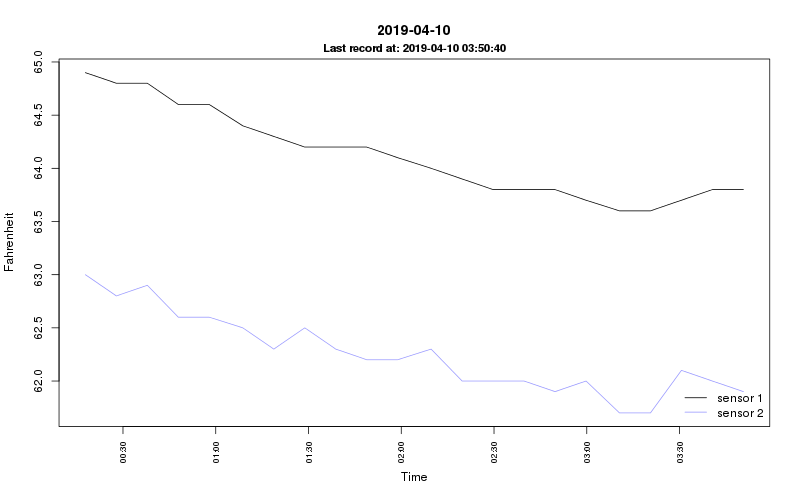 2019-04-10
Last record at: 2019-04-10 03:50:40
65.0
64.5
64.0
63.5
63.0
62.5
62.0
Fahrenheit
sensor 1
sensor 2
00:30 01:00 01:30 02:00 02:30 03:00 03:30
Time